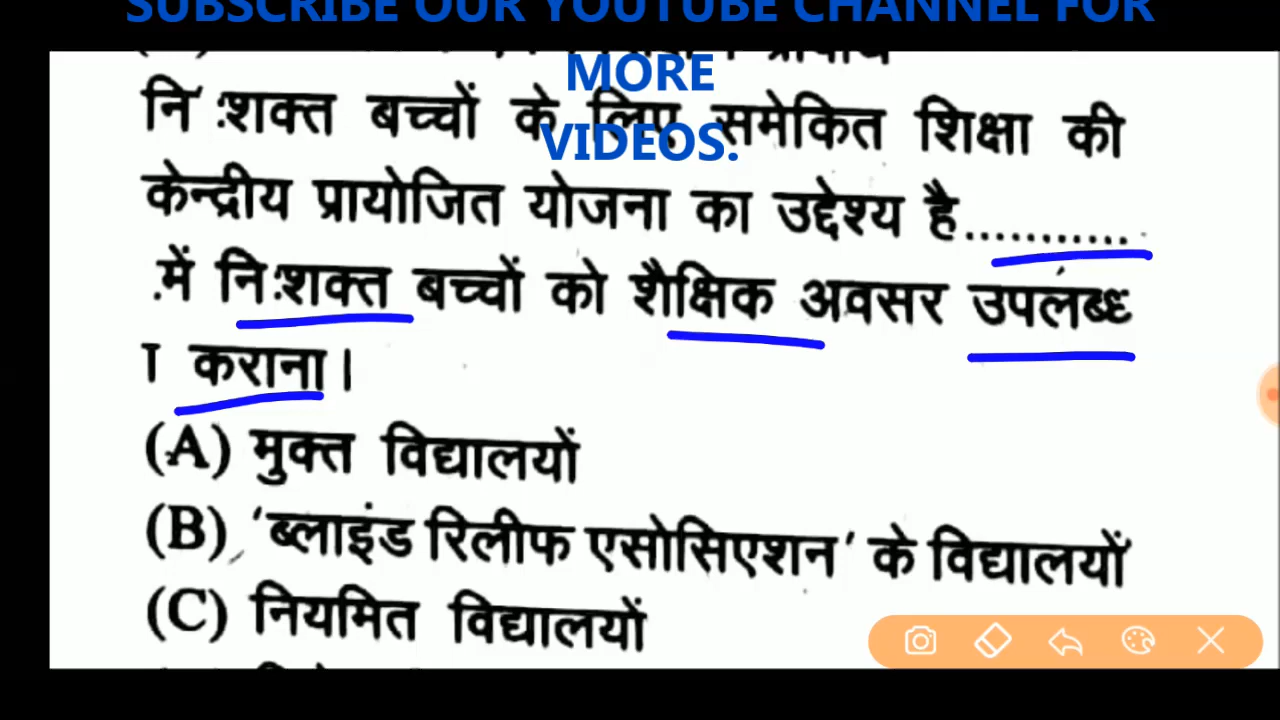 SUBSCRIBE OUR YOUTUBE CHANNEL FOR
MORE
VIDEOS.
निःशक्त बच्चों के लिए समेकित शिक्षा की
केन्द्रीय प्रायोजित योजना का उद्देश्य है...........
.में निःशक्त बच्चों को शैक्षिक अवसर उपलब्ध
ा कराना।
(A) मुक्त विद्यालयों
(B) ‘ब्लाइंड रिलीफ एसोसिएशन’ के विद्यालयों
(C) नियमित विद्यालयों